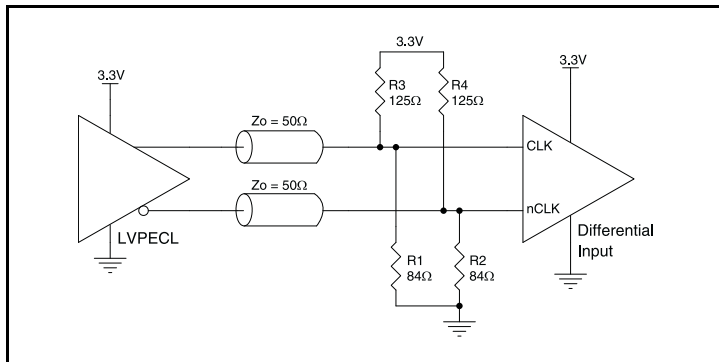 3.3V
3.3V
3.3V
R3
125Ω
R4
125Ω
Zo = 50Ω
CLK
Zo = 50Ω
nCLK
LVPECL
Differential
Input
R1
84Ω
R2
84Ω